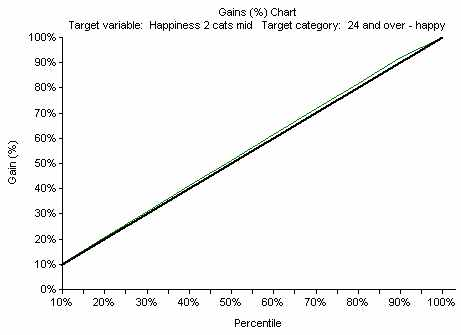 Gains (%) Chart
Target variable:  Happiness 2 cats mid   Target category:  24 and over - happy
100%
90%
80%
70%
60%
50%
40%
30%
20%
10%
0%
Gain (%)
10% 20% 30% 40% 50% 60% 70% 80% 90% 100%
Percentile